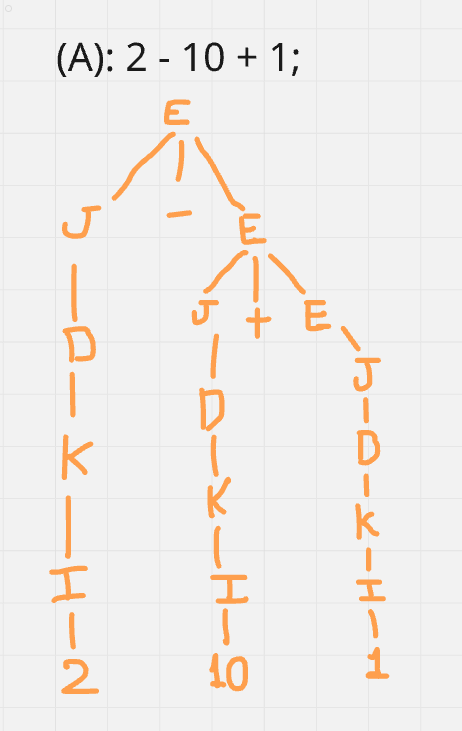 (A): 2 - 10 + 1;
E
J - E
J + E
D J
D D
K K K
I I I
2 10 1